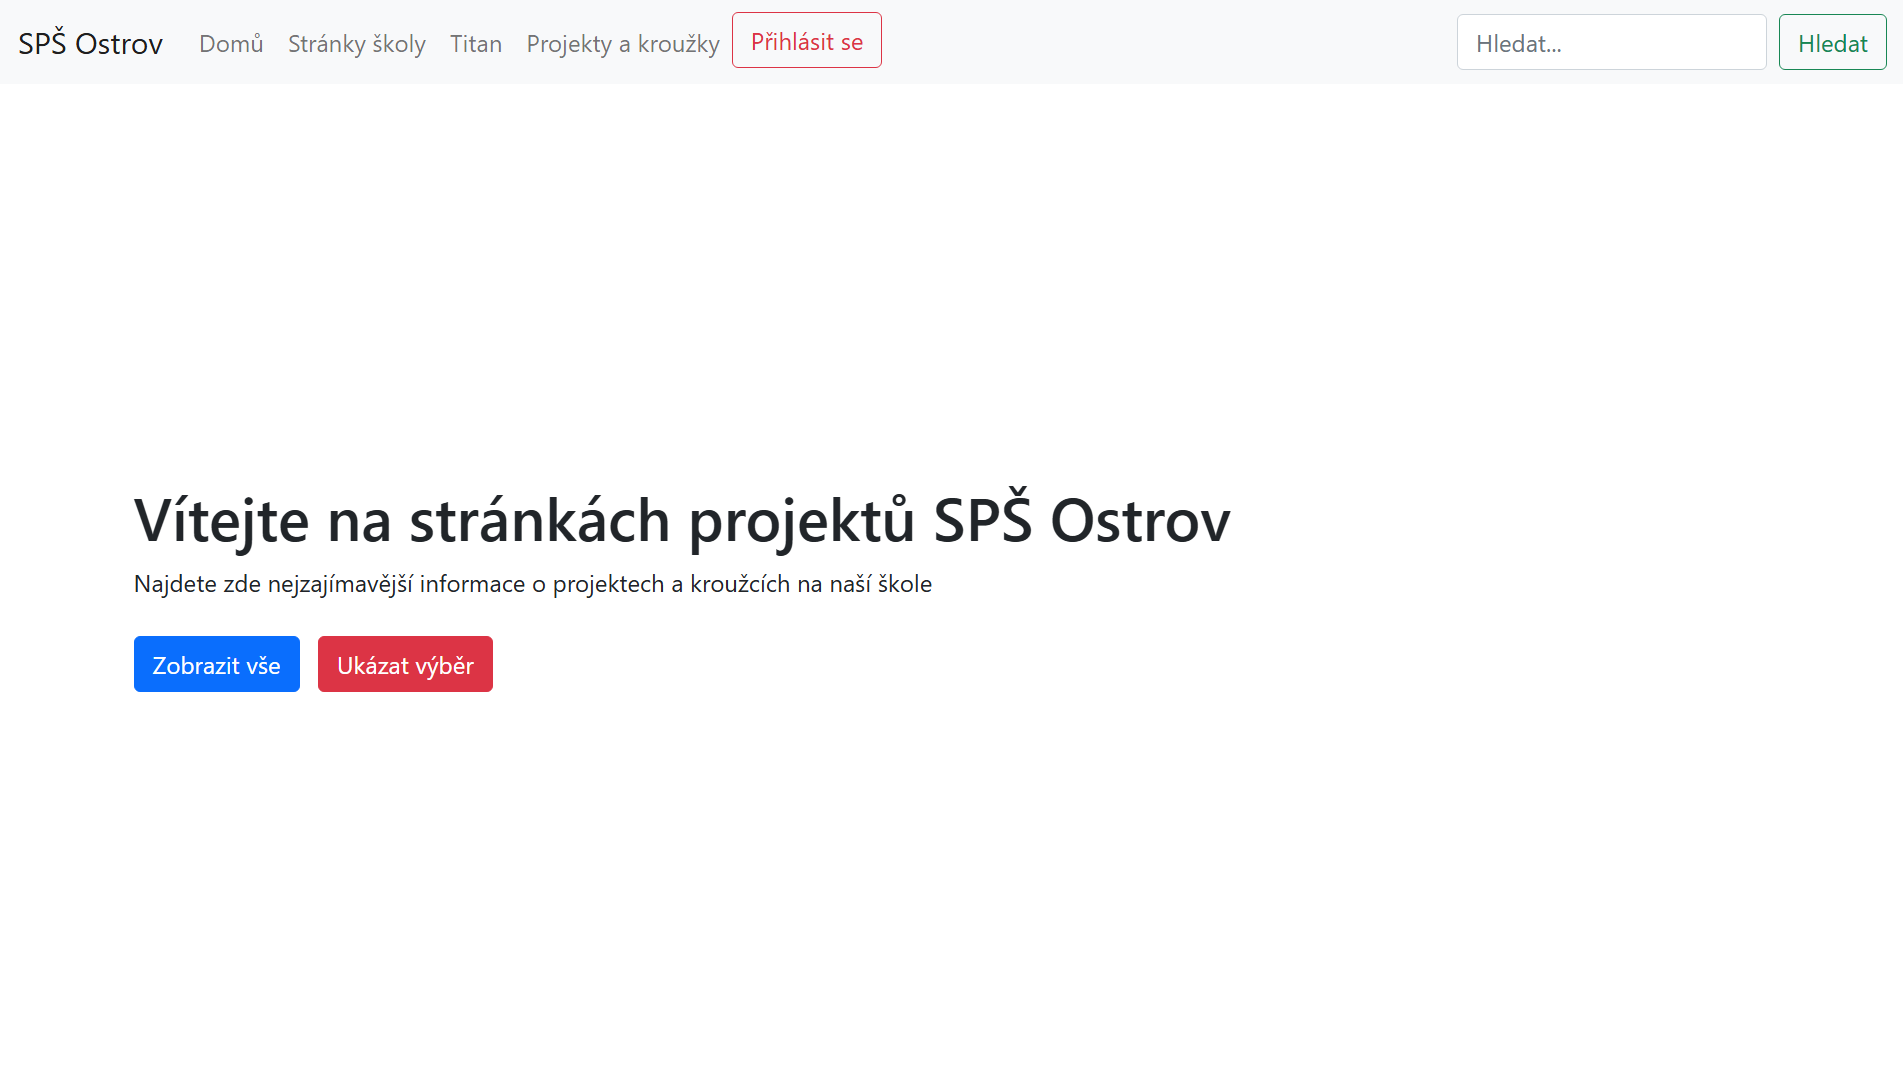 SPŠ Ostrov Domů Stránky školy Titan Projekty a kroužky Přihlásit se Hledat... Hledat
Vítejte na stránkách projektů SPŠ Ostrov
Najdete zde nejzajímavější informace o projektech a kroužcích na naší škole
Zobrazit vše Ukázat výběr